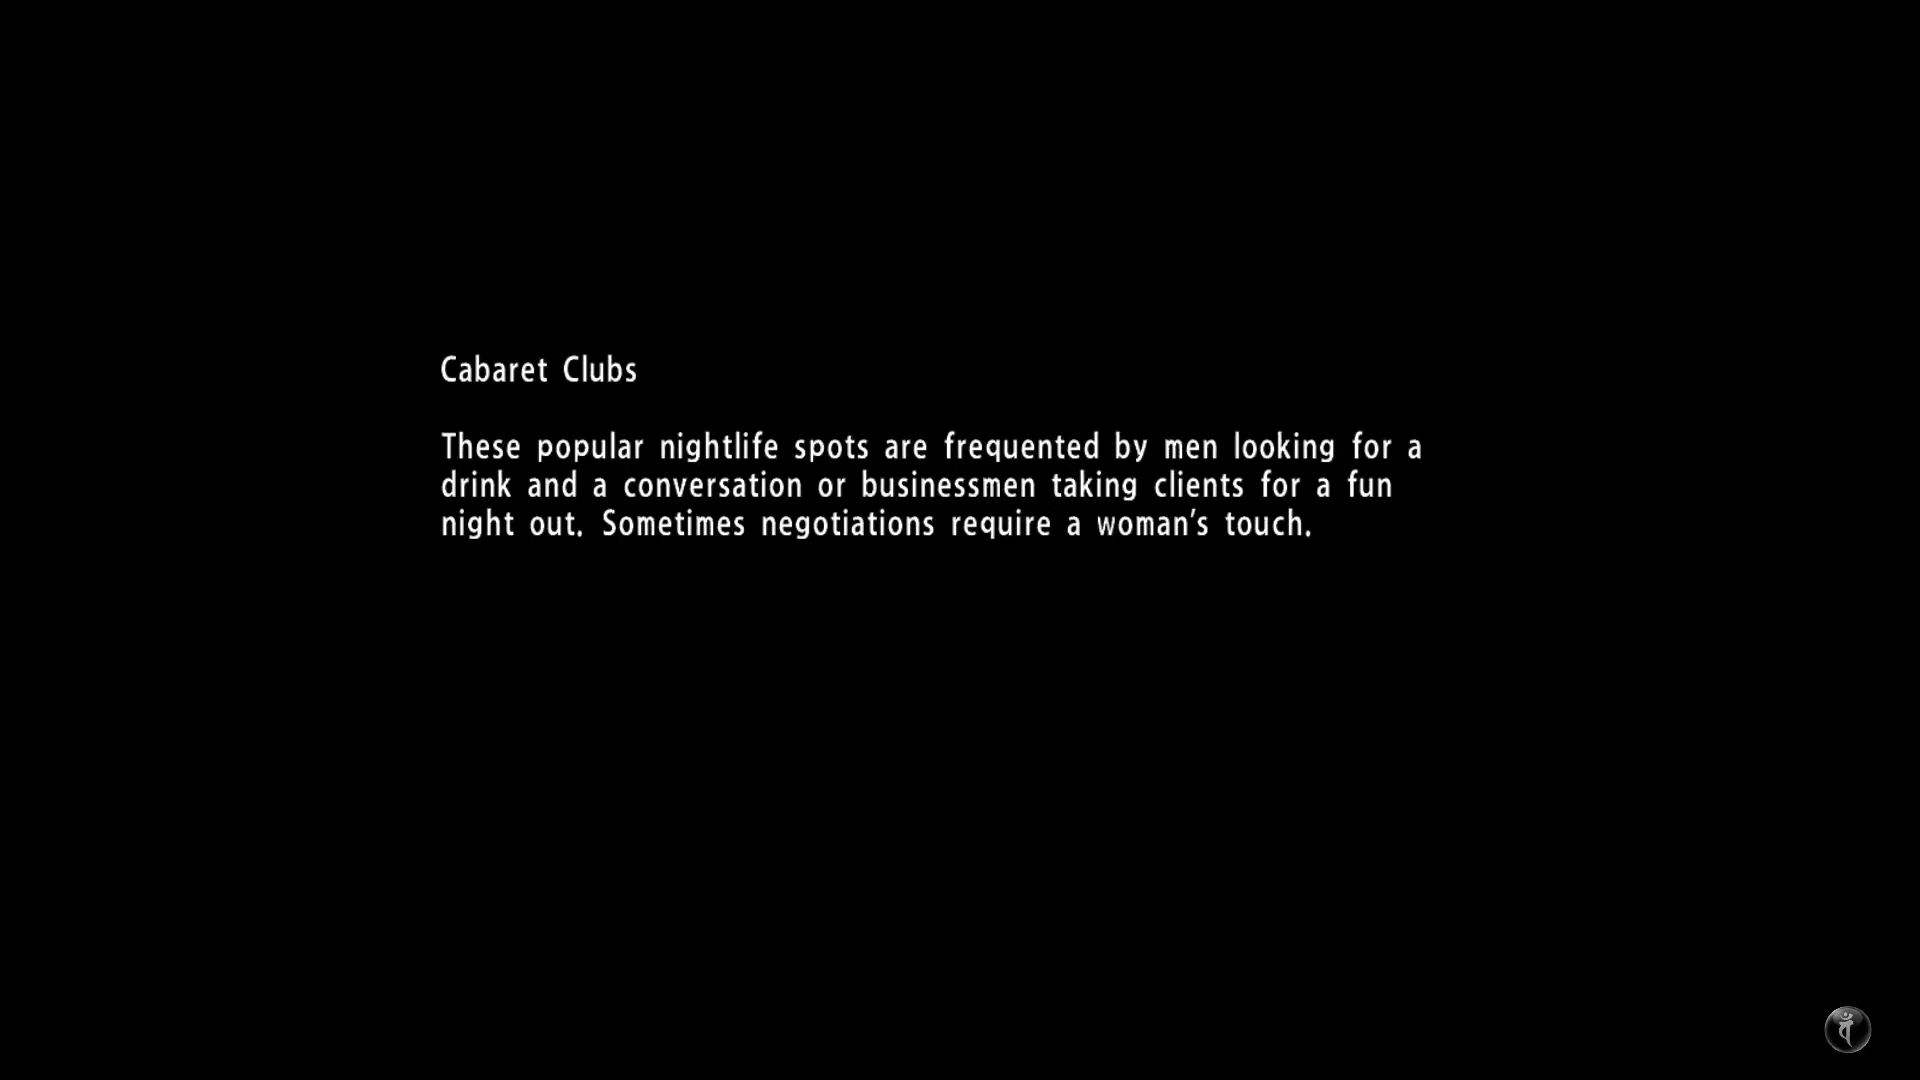 Cabaret Clubs
These popular nightlife spots are frequented by men looking for a
drink and a conversation or businessmen taking clients for a fun
night out. Sometimes negotiations require a woman's touch.